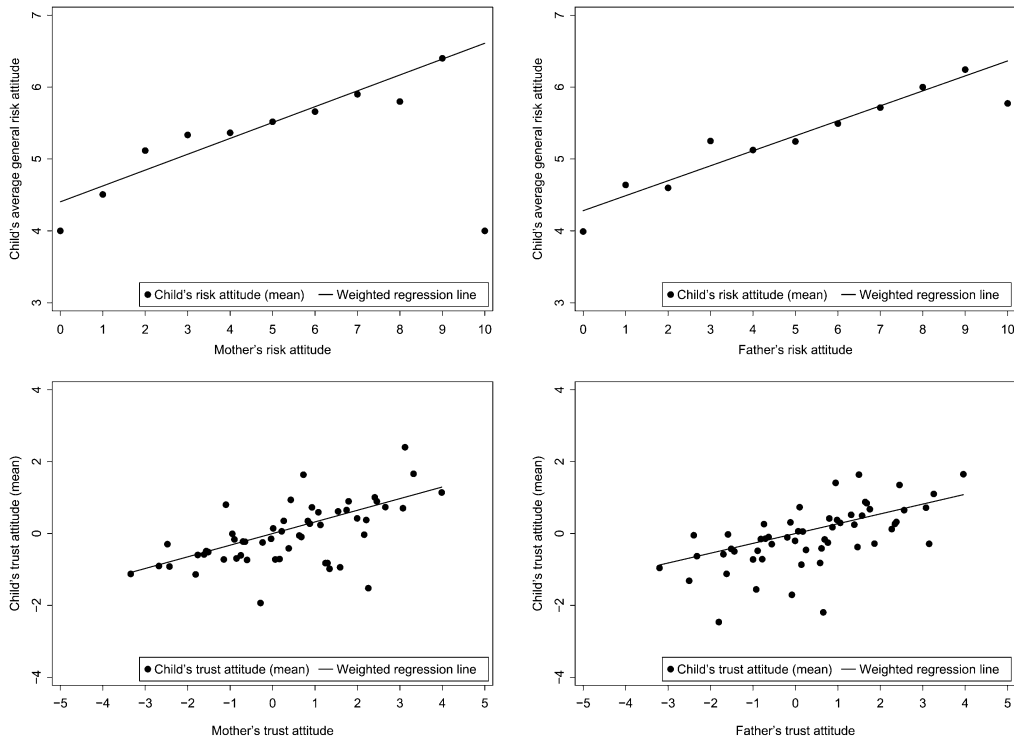 Child's average general risk attitude
7
6
5
4
3
Child's risk attitude (mean) Weighted regression line
0 1 2 3 4 5 6 7 8 9 10
Mother's risk attitude
Child's average general risk attitude
7
6
5
4
3
Child's risk attitude (mean) Weighted regression line
0 1 2 3 4 5 6 7 8 9 10
Father's risk attitude
Child's trust attitude (mean)
4
2
0
−2
−4
Child's trust attitude (mean) Weighted regression line
−5 −4 −3 −2 −1 0 1 2 3 4 5
Mother's trust attitude
Child's trust attitude (mean)
4
2
0
−2
−4
Child's trust attitude (mean) Weighted regression line
−5 −4 −3 −2 −1 0 1 2 3 4 5
Father's trust attitude